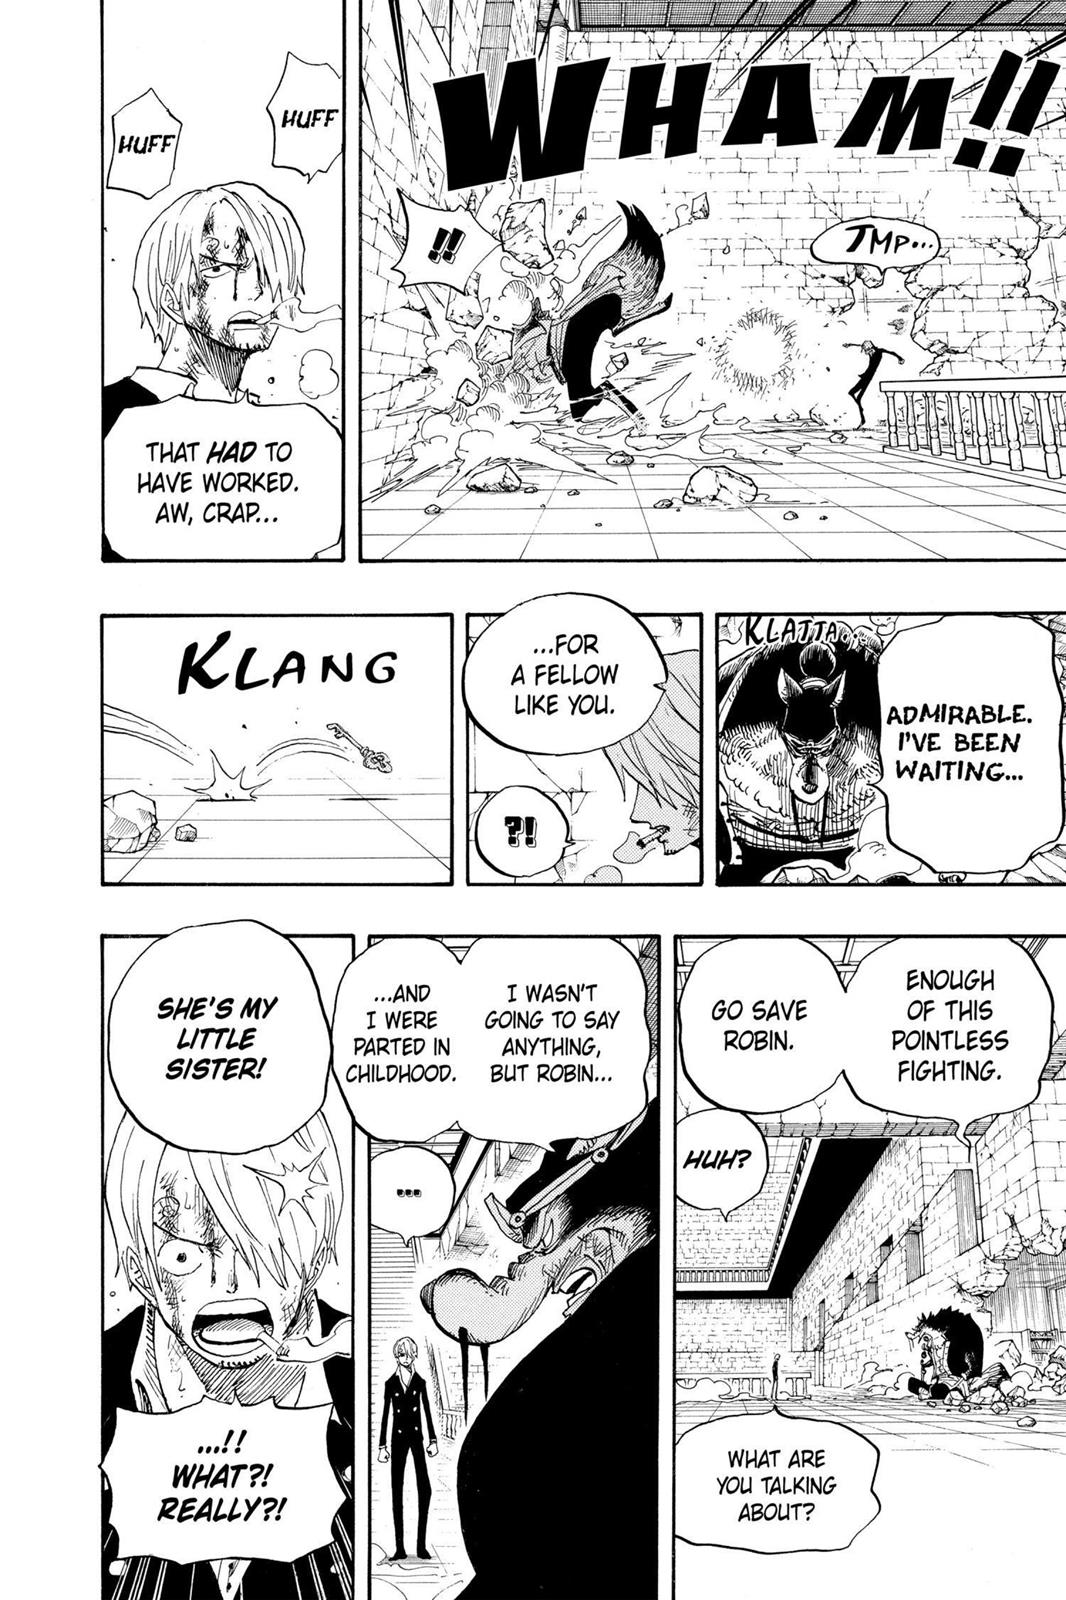 WHAM!!
!!
TMP...
HUFF
HUFF
THAT HAD TO
HAVE WORKED.
AW, CRAP...
KLATTA...
ADMIRABLE.
I'VE BEEN
WAITING...
...FOR
A FELLOW
LIKE YOU.
?!
KLANG
ENOUGH
OF THIS
POINTLESS
FIGHTING.
GO SAVE
ROBIN.
HUH?
WHAT ARE
YOU TALKING
ABOUT?
I WASN'T
GOING TO SAY
ANYTHING,
BUT ROBIN...
...AND
I WERE
PARTED IN
CHILDHOOD.
...
SHE'S MY
LITTLE
SISTER!
...!!
WHAT?!
REALLY?!